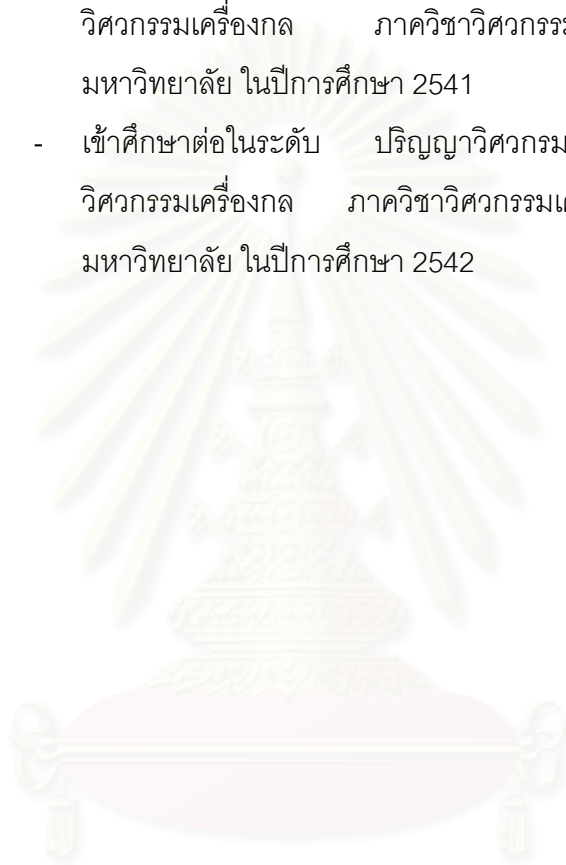 วิศวกรรมเครื่องกล ภาควิชาวิศวกรรม
มหาวิทยาลัย ในปีการศึกษา 2541
- เข้าศึกษาต่อในระดับ ปริญญาวิศวกรม
วิศวกรรมเครื่องกล ภาควิชาวิศวกรรมเค
มหาวิทยาลัย ในปีการศึกษา 2542